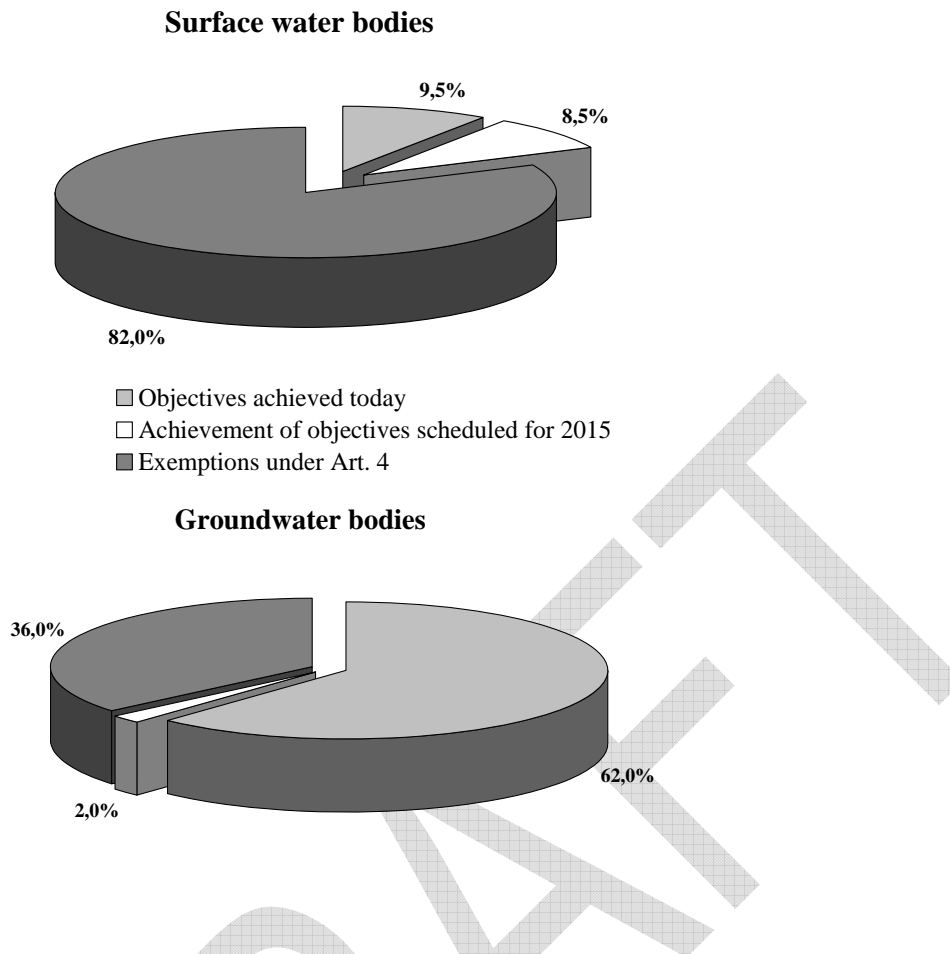 Surface water bodies
9,5%
8,5%
82,0%
Objectives achieved today
Achievement of objectives scheduled for 2015
Exemptions under Art. 4
Groundwater bodies
36,0%
62,0%
2,0%
DRAFT